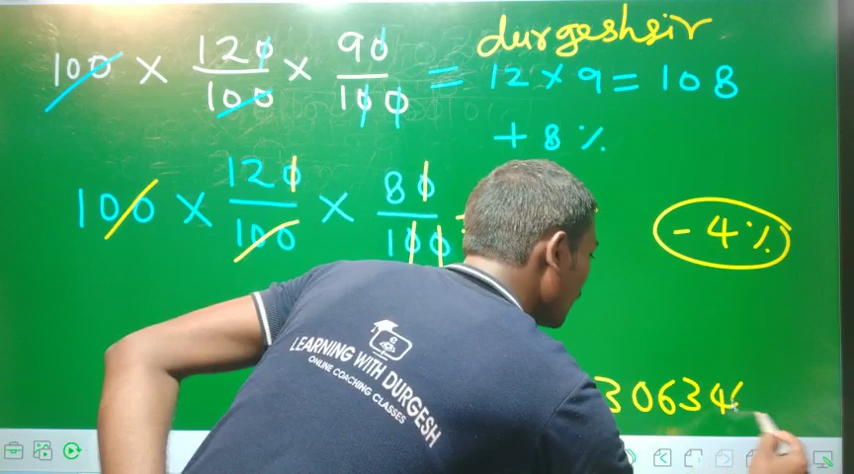 durgeshsir
100 × 120/100 × 90/100 = 12 × 9 = 108
+ 8 %
100 × 120/100 × 80/100
- 4 %
LEARNING WITH DURGESH
ONLINE COACHING CLASSES
30634